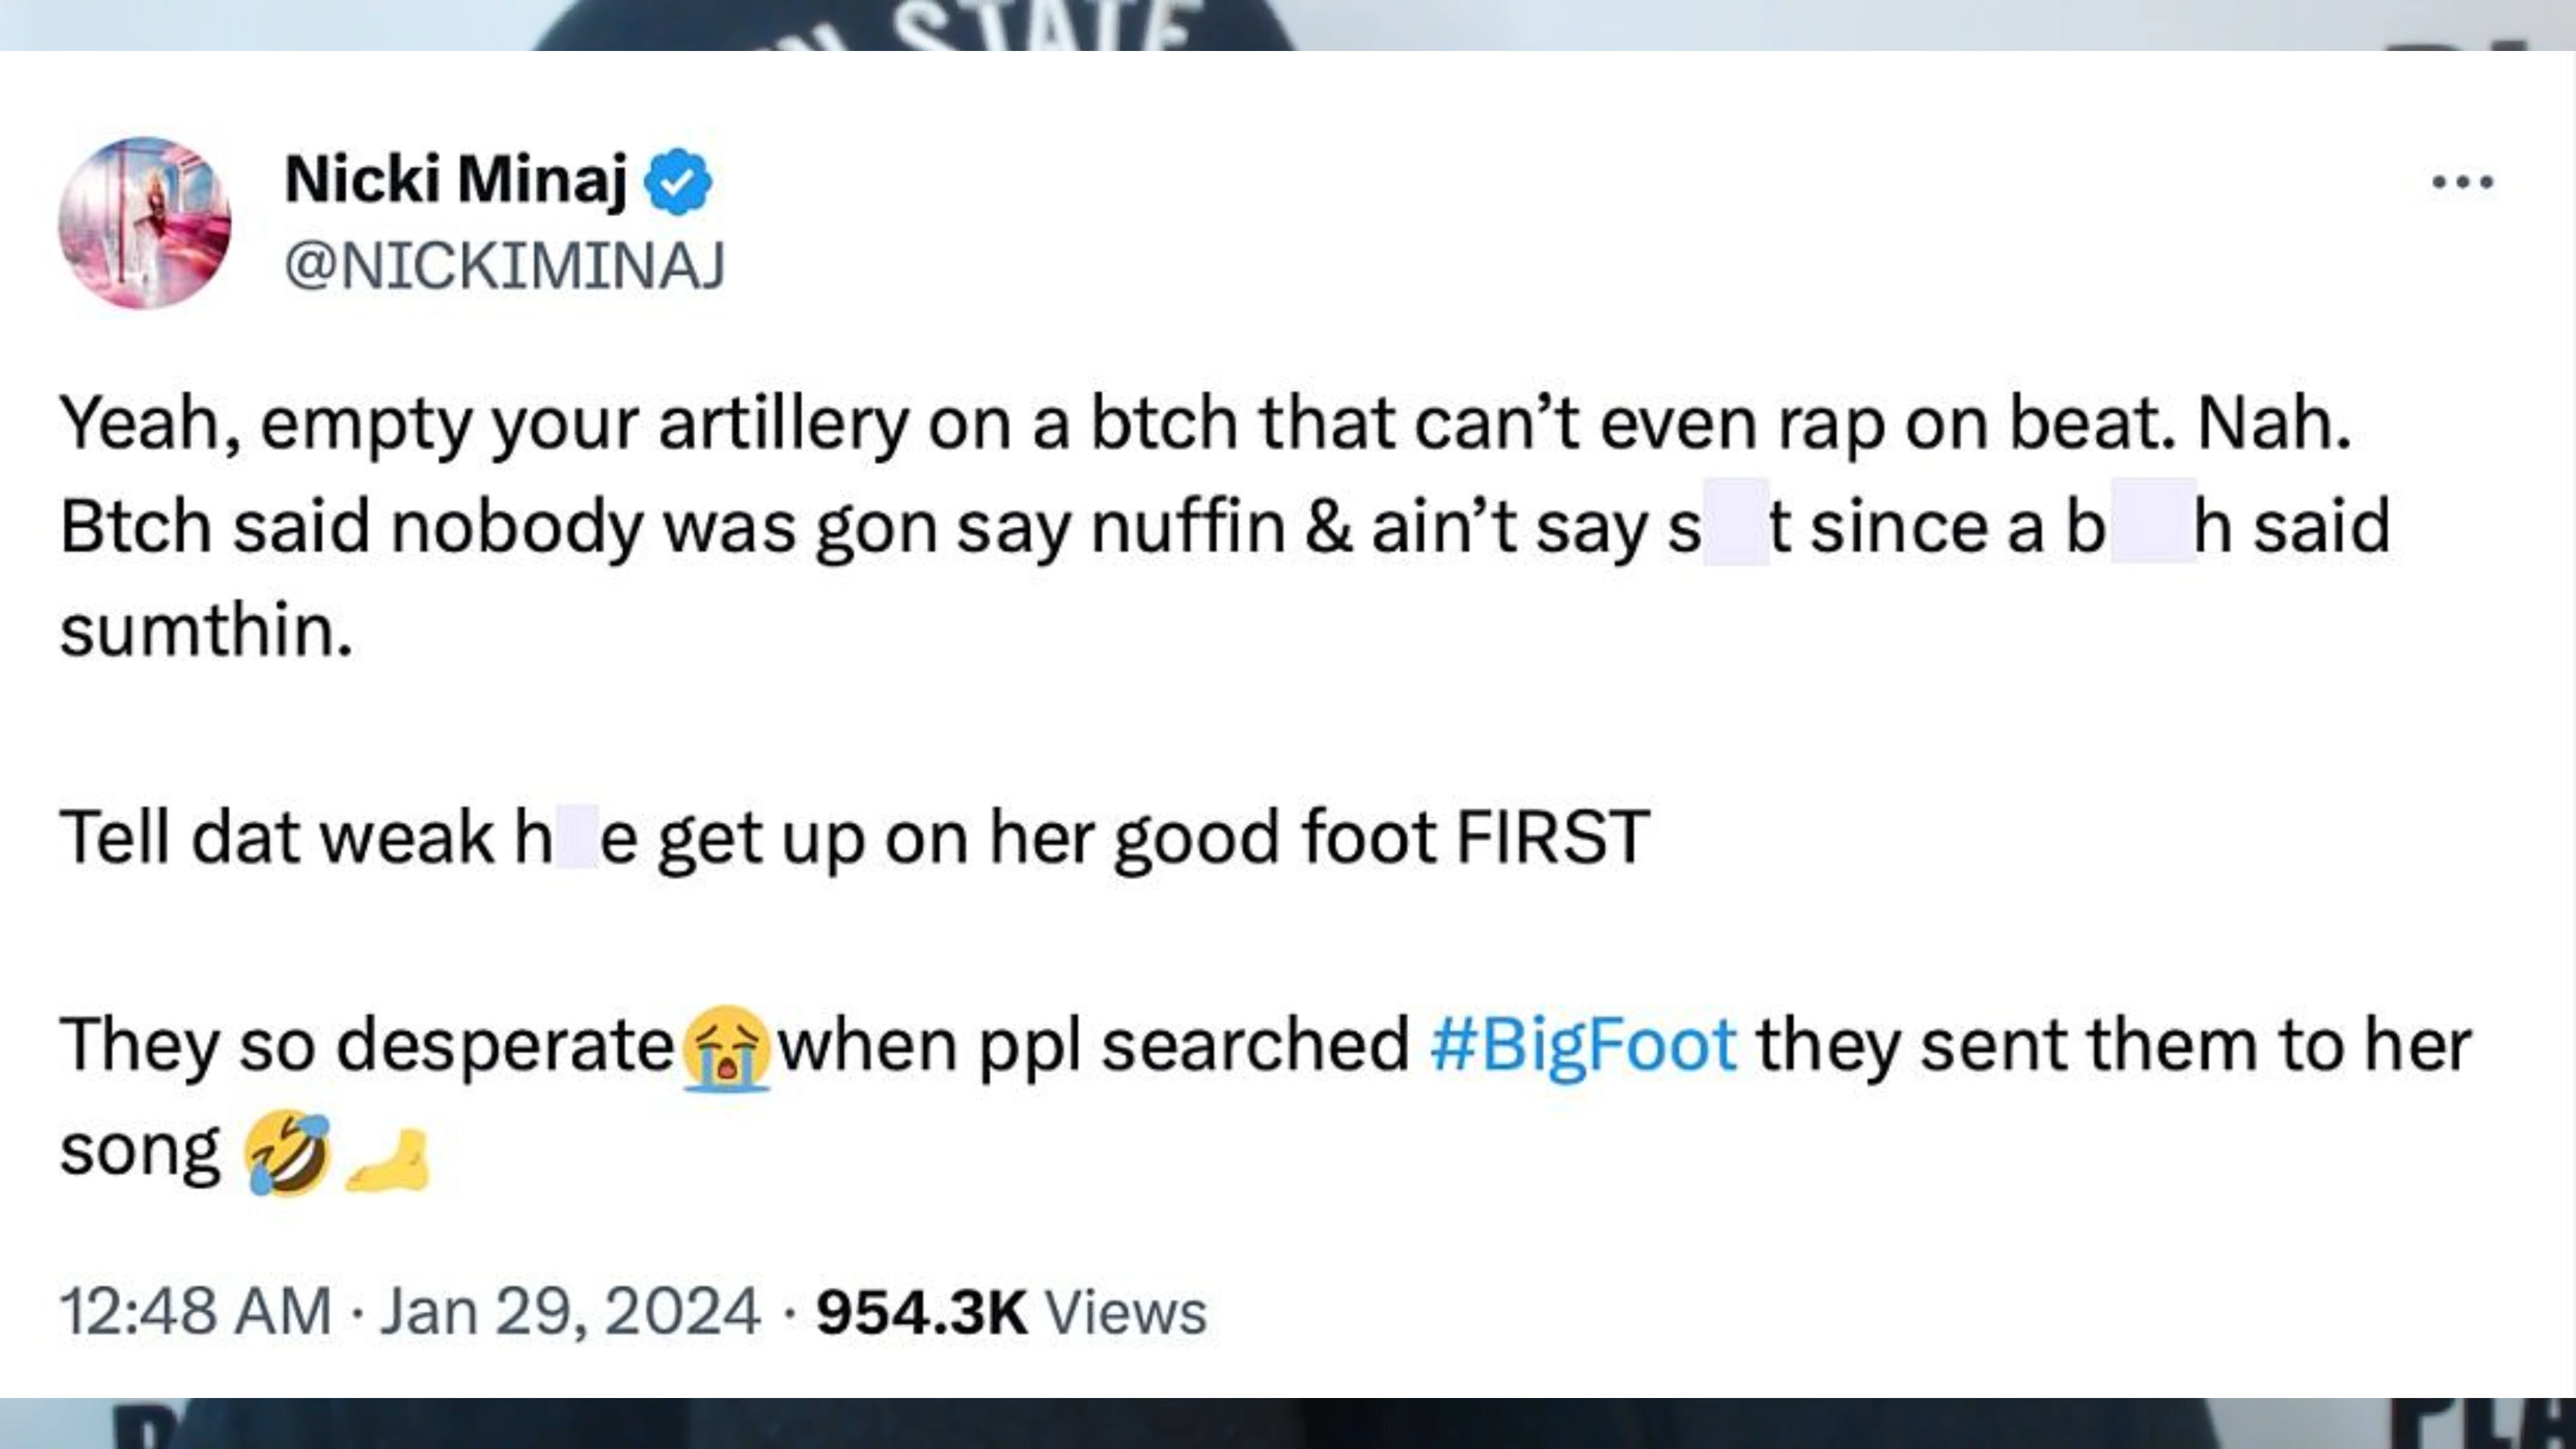 N STATE
Nicki Minaj
@NICKIMINAJ
Yeah, empty your artillery on a btch that can’t even rap on beat. Nah.
Btch said nobody was gon say nuffin & ain’t say s t since a b h said
sumthin.
Tell dat weak h e get up on her good foot FIRST
They so desperate😭when ppl searched #BigFoot they sent them to her
song 🤣🦶
12:48 AM · Jan 29, 2024 · 954.3K Views
PLA